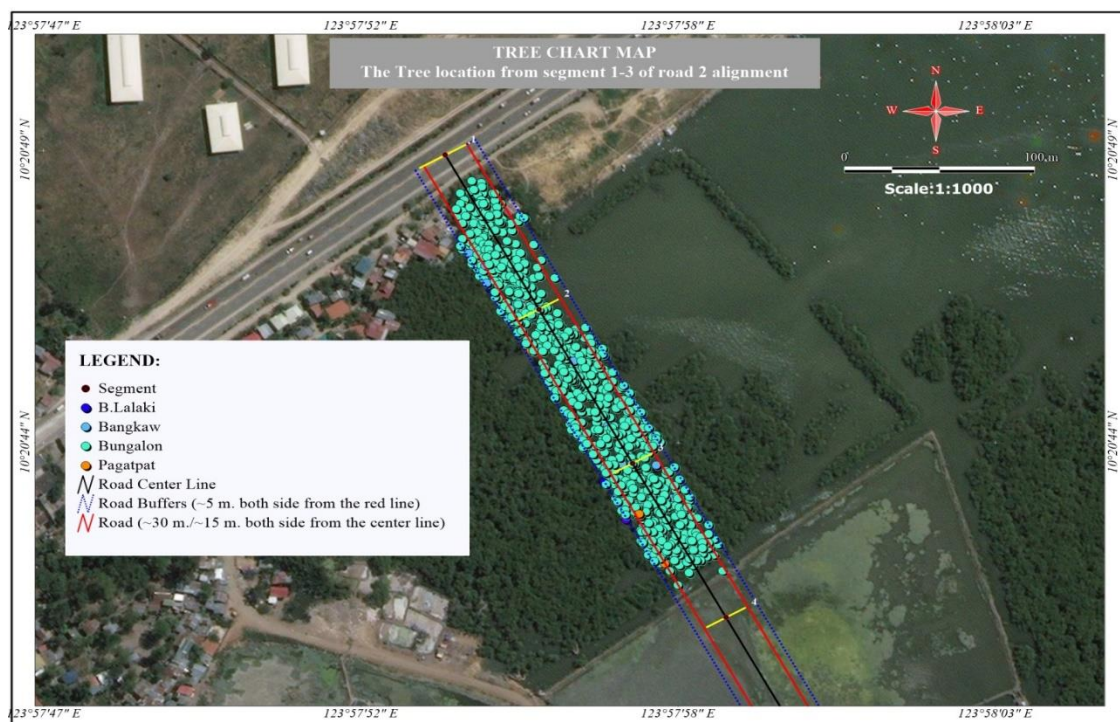 123°57'47" E 123°57'52" E 123°57'58" E 123°58'03" E
TREE CHART MAP
The Tree location from segment 1-3 of road 2 alignment
N
W E
S
10°20'49" N 10°20'49" N
0 100 m
Scale:1:1000
1
2
3
4
LEGEND:
Segment
B.Lalaki
Bangkaw
Bungalon
Pagatpat
Road Center Line
Road Buffers (~5 m. both side from the red line)
Road (~30 m./~15 m. both side from the center line)
10°20'44" N 10°20'44" N
123°57'47" E 123°57'52" E 123°57'58" E 123°58'03" E